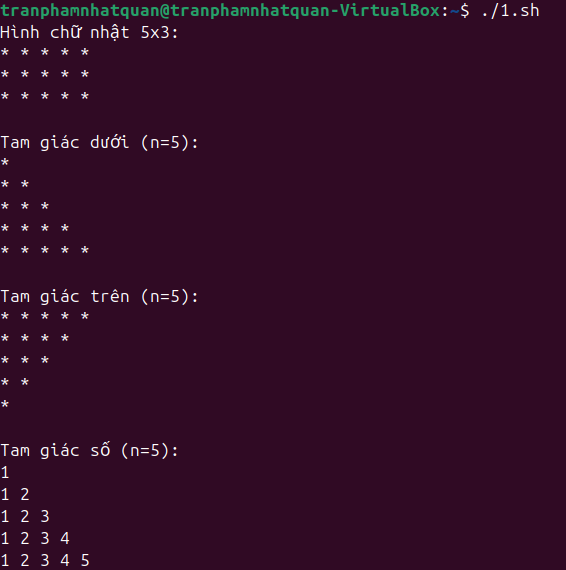 tranphamnhatquan@tranphamnhatquan-VirtualBox:~$ ./1.sh
Hình chữ nhật 5x3:
* * * * *
* * * * *
* * * * *
Tam giác dưới (n=5):
*
* *
* * *
* * * *
* * * * *
Tam giác trên (n=5):
* * * * *
* * * *
* * *
* *
*
Tam giác số (n=5):
1
1 2
1 2 3
1 2 3 4
1 2 3 4 5